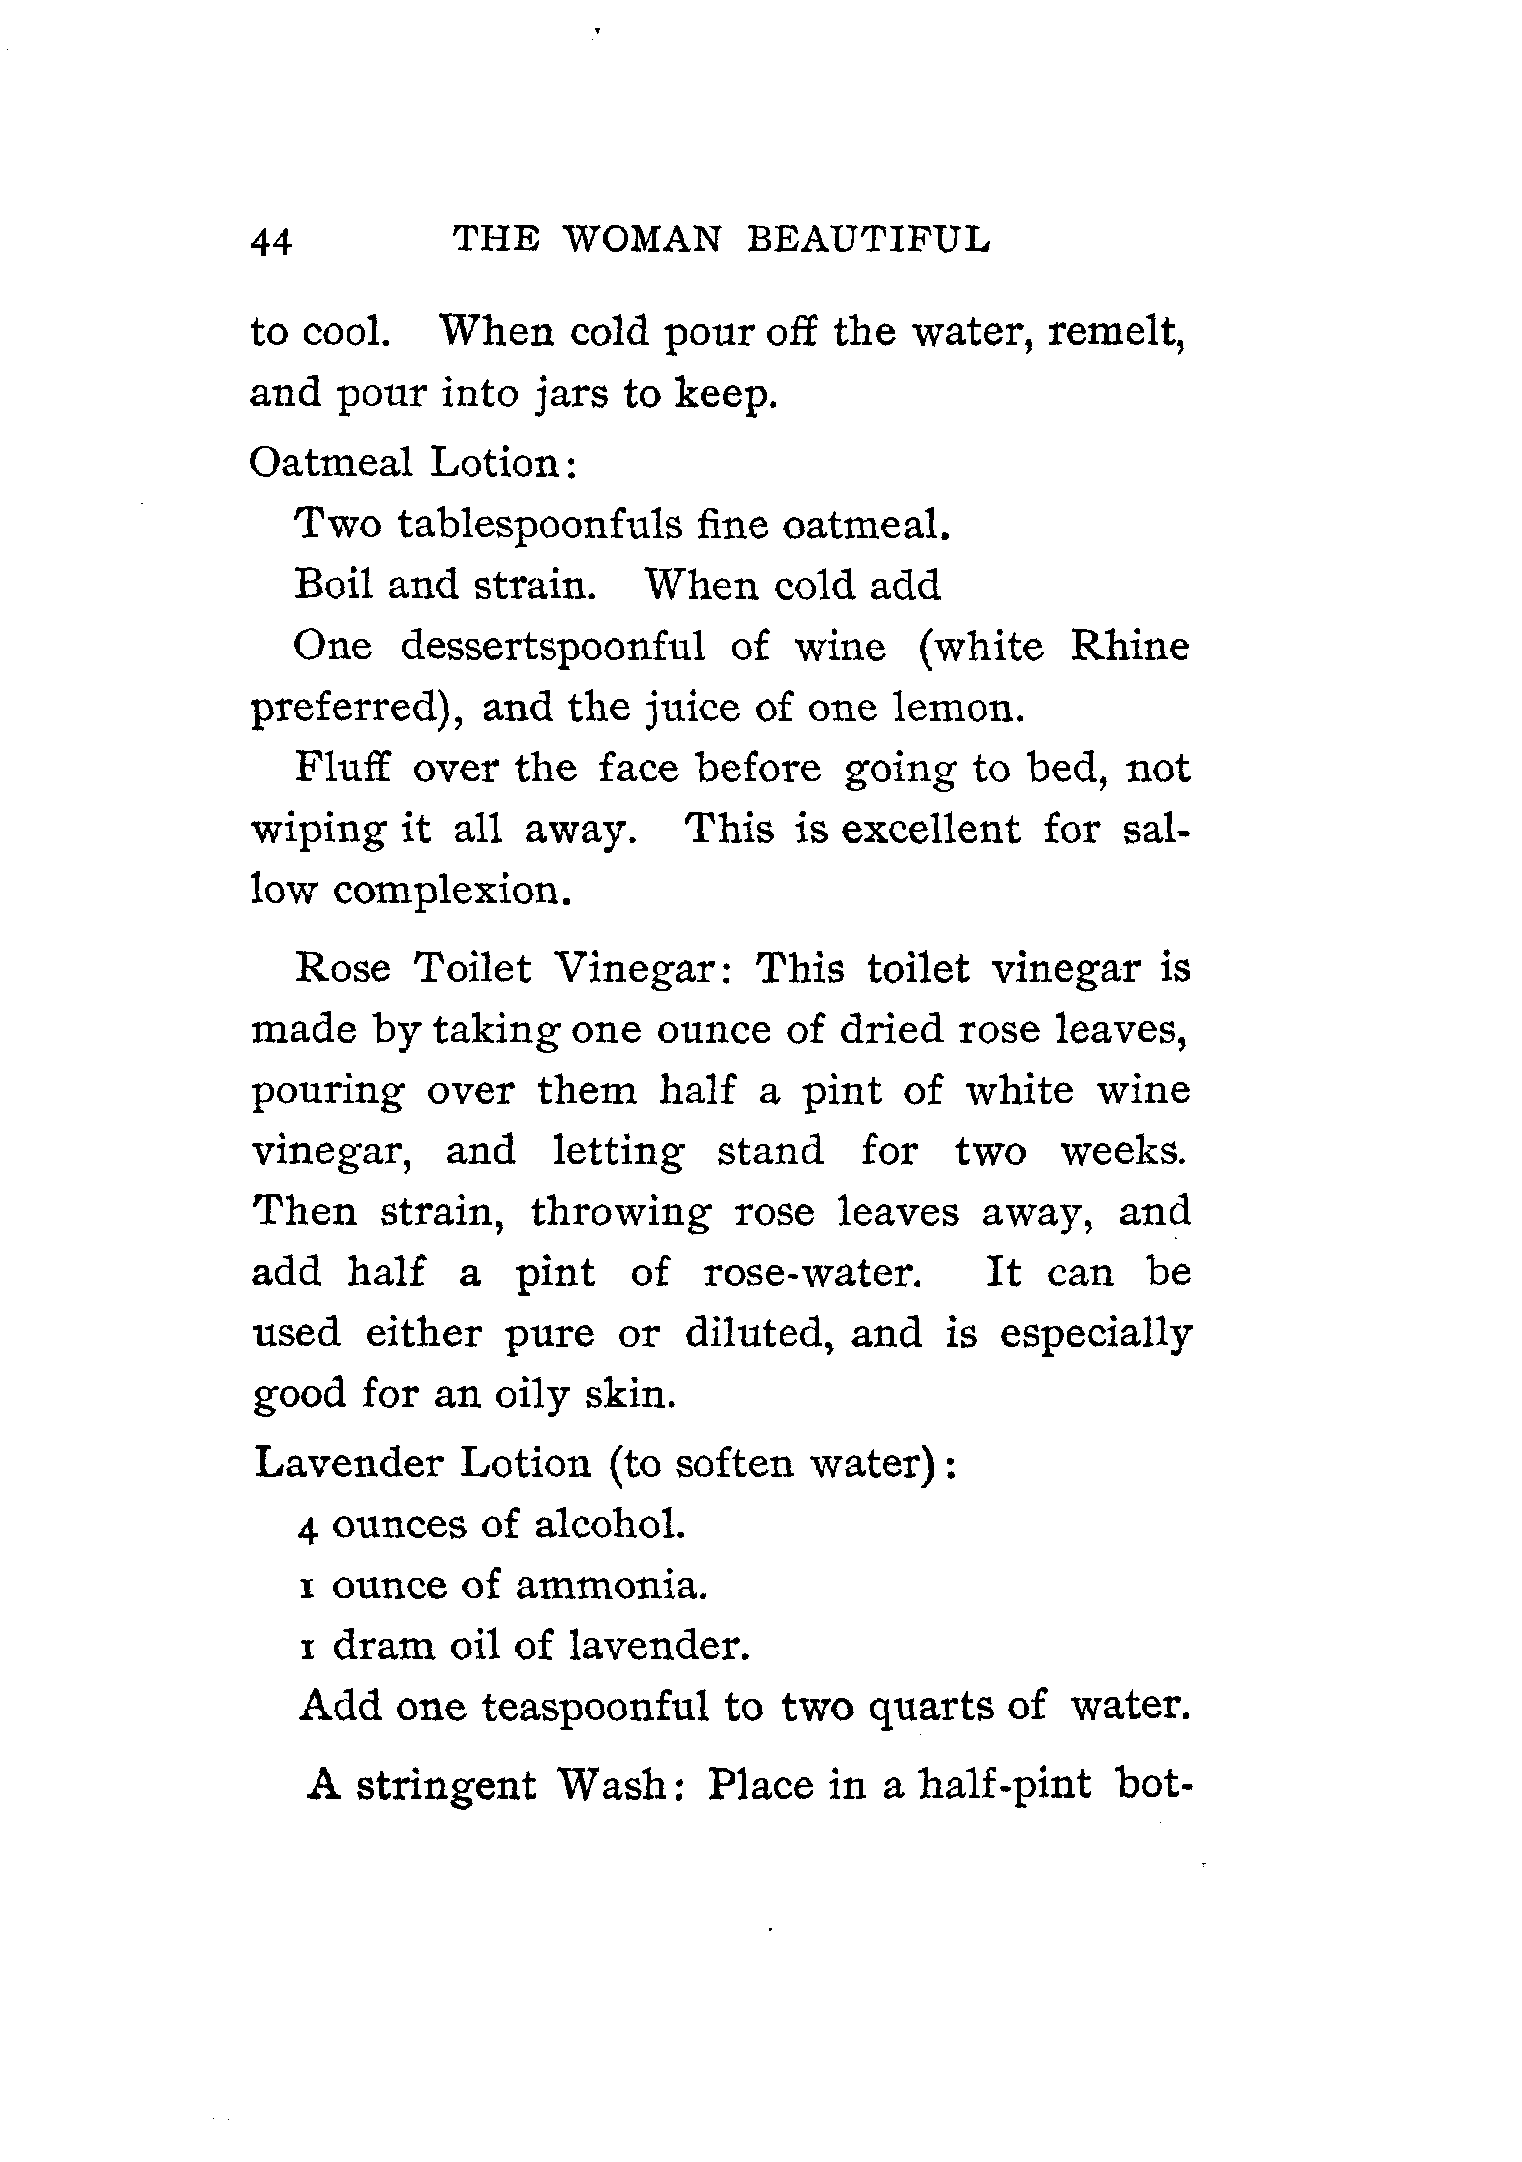 44 THE WOMAN BEAUTIFUL
to cool. When cold pour off the water, remelt,
and pour into jars to keep.
Oatmeal Lotion:
Two tablespoonfuls fine oatmeal.
Boil and strain. When cold add
One dessertspoonful of wine (white Rhine
preferred), and the juice of one lemon.
Fluff over the face before going to bed, not
wiping it all away. This is excellent for sal-
low complexion.
Rose Toilet Vinegar: This toilet vinegar is
made by taking one ounce of dried rose leaves,
pouring over them half a pint of white wine
vinegar, and letting stand for two weeks.
Then strain, throwing rose leaves away, and
add half a pint of rose-water. It can be
used either pure or diluted, and is especially
good for an oily skin.
Lavender Lotion (to soften water):
4 ounces of alcohol.
1 ounce of ammonia.
1 dram oil of lavender.
Add one teaspoonful to two quarts of water.
A stringent Wash: Place in a half-pint bot-